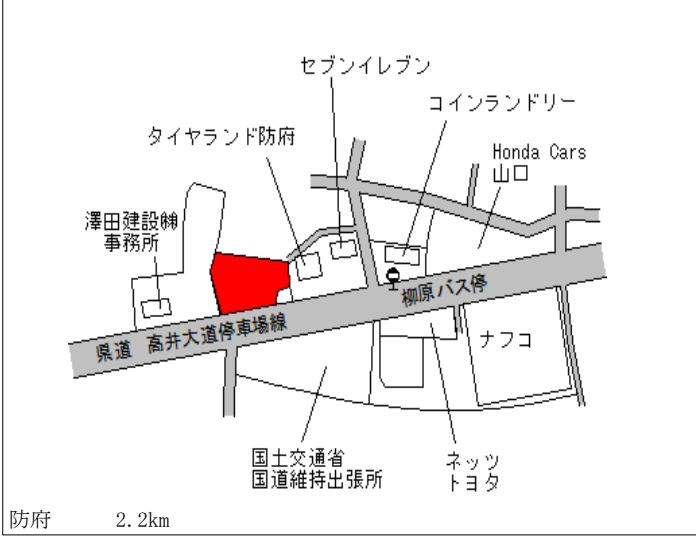 セブンイレブン
コインランドリー
タイヤランド防府
Honda Cars
山口
澤田建設㈱
事務所
柳原バス停
県道 高井大道停車場線
ナフコ
国土交通省
国道維持出張所
ネッツ
トヨタ
防府 2.2km